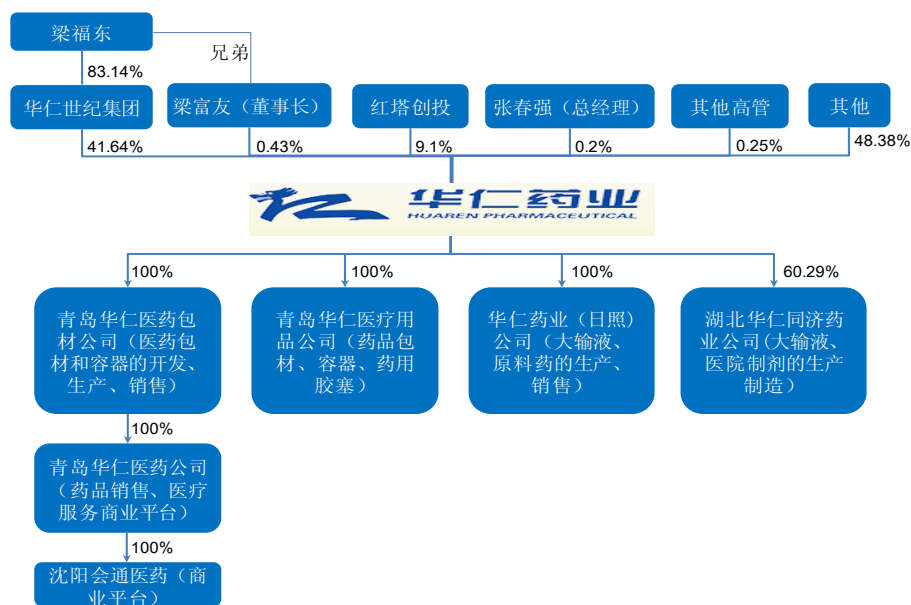 梁福东
兄弟
83.14%
华仁世纪集团
梁富友（董事长）
红塔创投
张春强（总经理）
其他高管
其他
41.64%
0.43%
9.1%
0.2%
0.25%
48.38%
华仁药业
HUAREN PHARMACEUTICAL
100%
100%
100%
60.29%
青岛华仁医药包
材公司（医药包
材和容器的开发、
生产、销售）
青岛华仁医疗用
品公司（药品包
材、容器、药用
胶塞）
华仁药业（日照）
公司（大输液、
原料药的生产、
销售）
湖北华仁同济药
业公司(大输液、
医院制剂的生产
制造）
100%
青岛华仁医药公司
（药品销售、医疗
服务商业平台）
100%
沈阳会通医药（商
业平台）